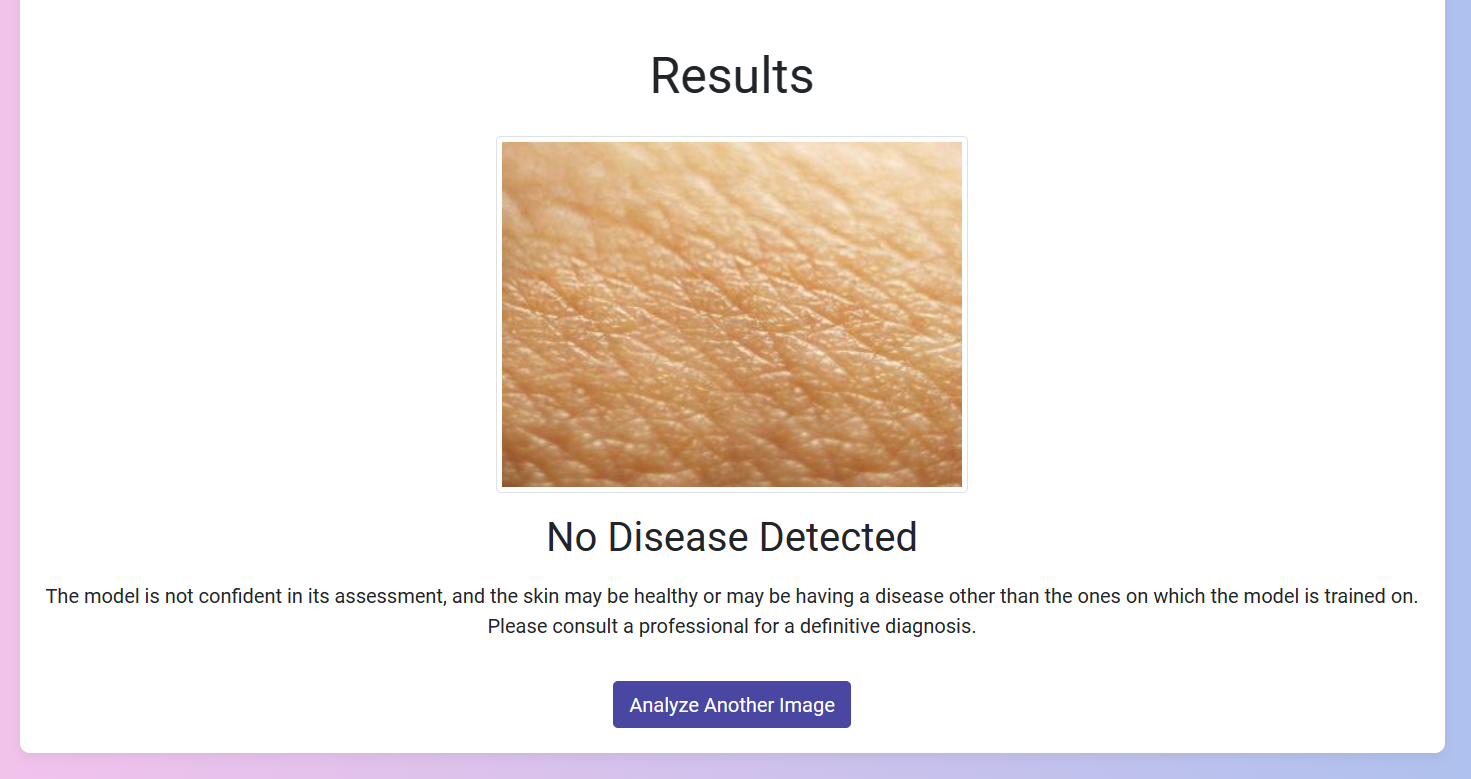 Results
No Disease Detected
The model is not confident in its assessment, and the skin may be healthy or may be having a disease other than the ones on which the model is trained on.
Please consult a professional for a definitive diagnosis.
Analyze Another Image